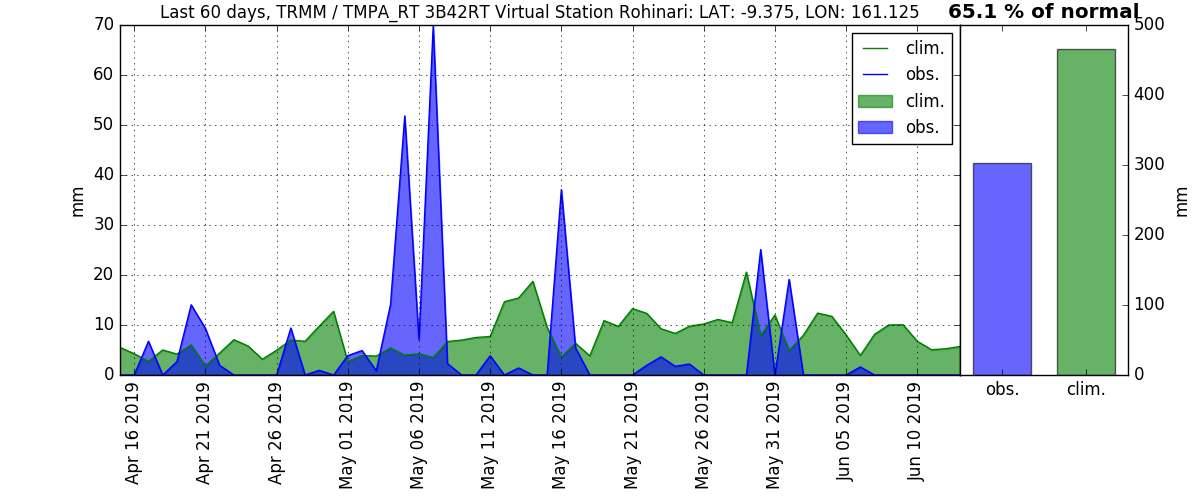 Last 60 days, TRMM / TMPA_RT 3B42RT Virtual Station Rohinari: LAT: -9.375, LON: 161.125
65.1 % of normal
70
60
50
40
30
20
10
0
mm
clim.
obs.
clim.
obs.
Apr 16 2019
Apr 21 2019
Apr 26 2019
May 01 2019
May 06 2019
May 11 2019
May 16 2019
May 21 2019
May 26 2019
May 31 2019
Jun 05 2019
Jun 10 2019
500
400
300
200
100
0
mm
obs.
clim.